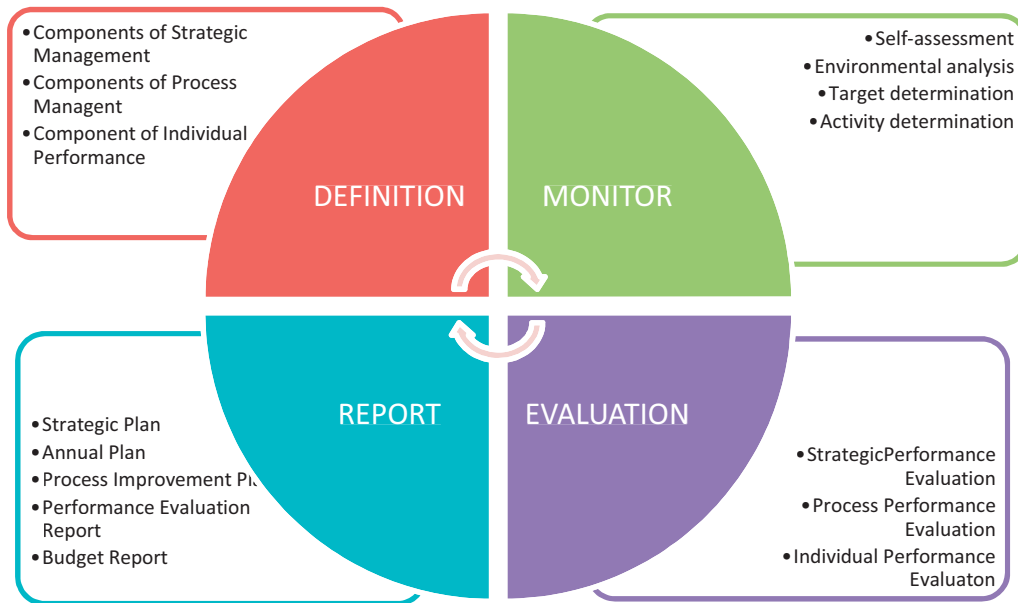 •Components of Strategic
Management
•Components of Process
Managent
•Component of Individual
Performance
DEFINITION
•Self-assessment
•Environmental analysis
•Target determination
•Activity determination
MONITOR
REPORT
•Strategic Plan
•Annual Plan
•Process Improvement
•Performance Evaluation
Report
•Budget Report
EVALUATION
•StrategicPerformance
Evaluation
•Process Performance
Evaluation
•Individual Performance
Evaluaton